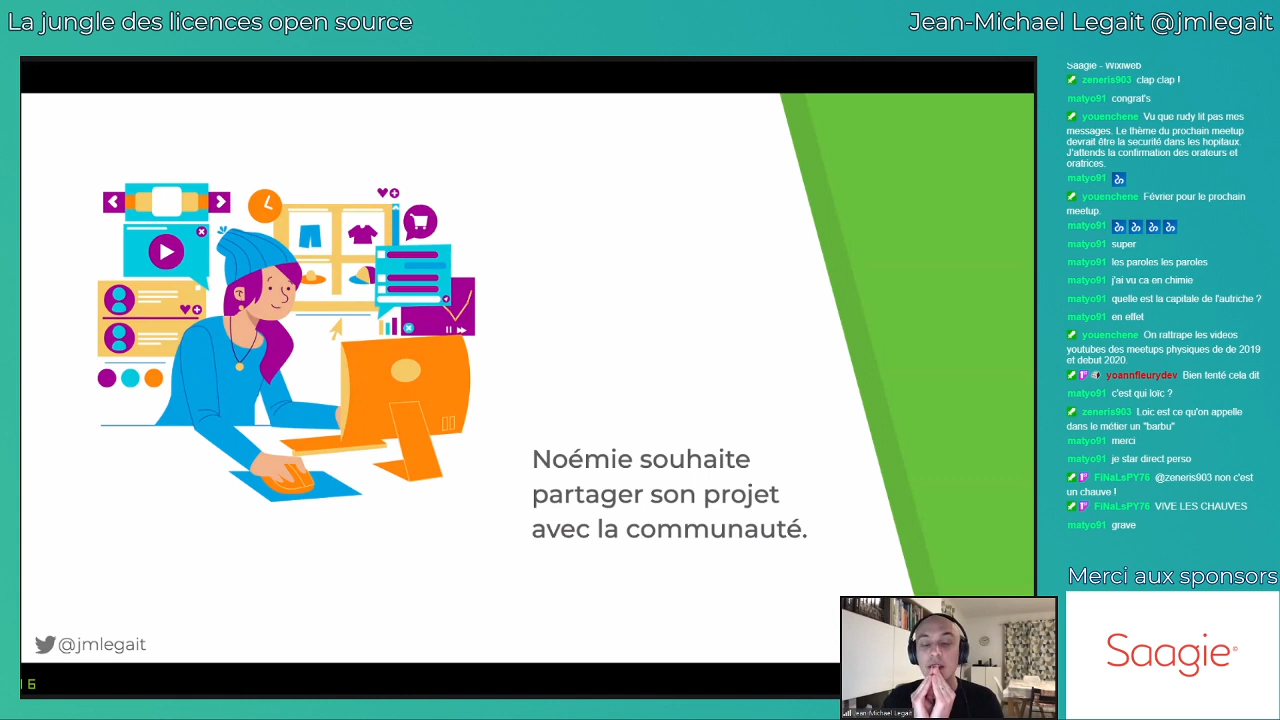 La jungle des licences open source
Jean-Michael Legait @jmlegait
Saagie - Wixiweb
zeneris903 clap clap !
matyo91 congrat's
youenchene Vu que rudy lit pas mes
messages. Le thème du prochain meetup
devrait être la securité dans les hopitaux.
J'attends la confirmation des orateurs et
oratrices.
matyo91
youenchene Février pour le prochain
meetup.
matyo91
matyo91 super
matyo91 les paroles les paroles
matyo91 j'ai vu ca en chimie
matyo91 quelle est la capitale de l'autriche ?
matyo91 en effet
youenchene On rattrape les videos
youtubes des meetups physiques de de 2019
et debut 2020.
yoannfleurydev Bien tenté cela dit
matyo91 c'est qui loïc ?
zeneris903 Loic est ce qu'on appelle
dans le métier un "barbu"
matyo91 merci
matyo91 je star direct perso
FiNaLsPY76 @zeneris903 non c'est
un chauve !
FiNaLsPY76 VIVE LES CHAUVES
matyo91 grave
Noémie souhaite
partager son projet
avec la communauté.
@jmlegait
Jean-Michael Legait
Merci aux sponsors
Saagie